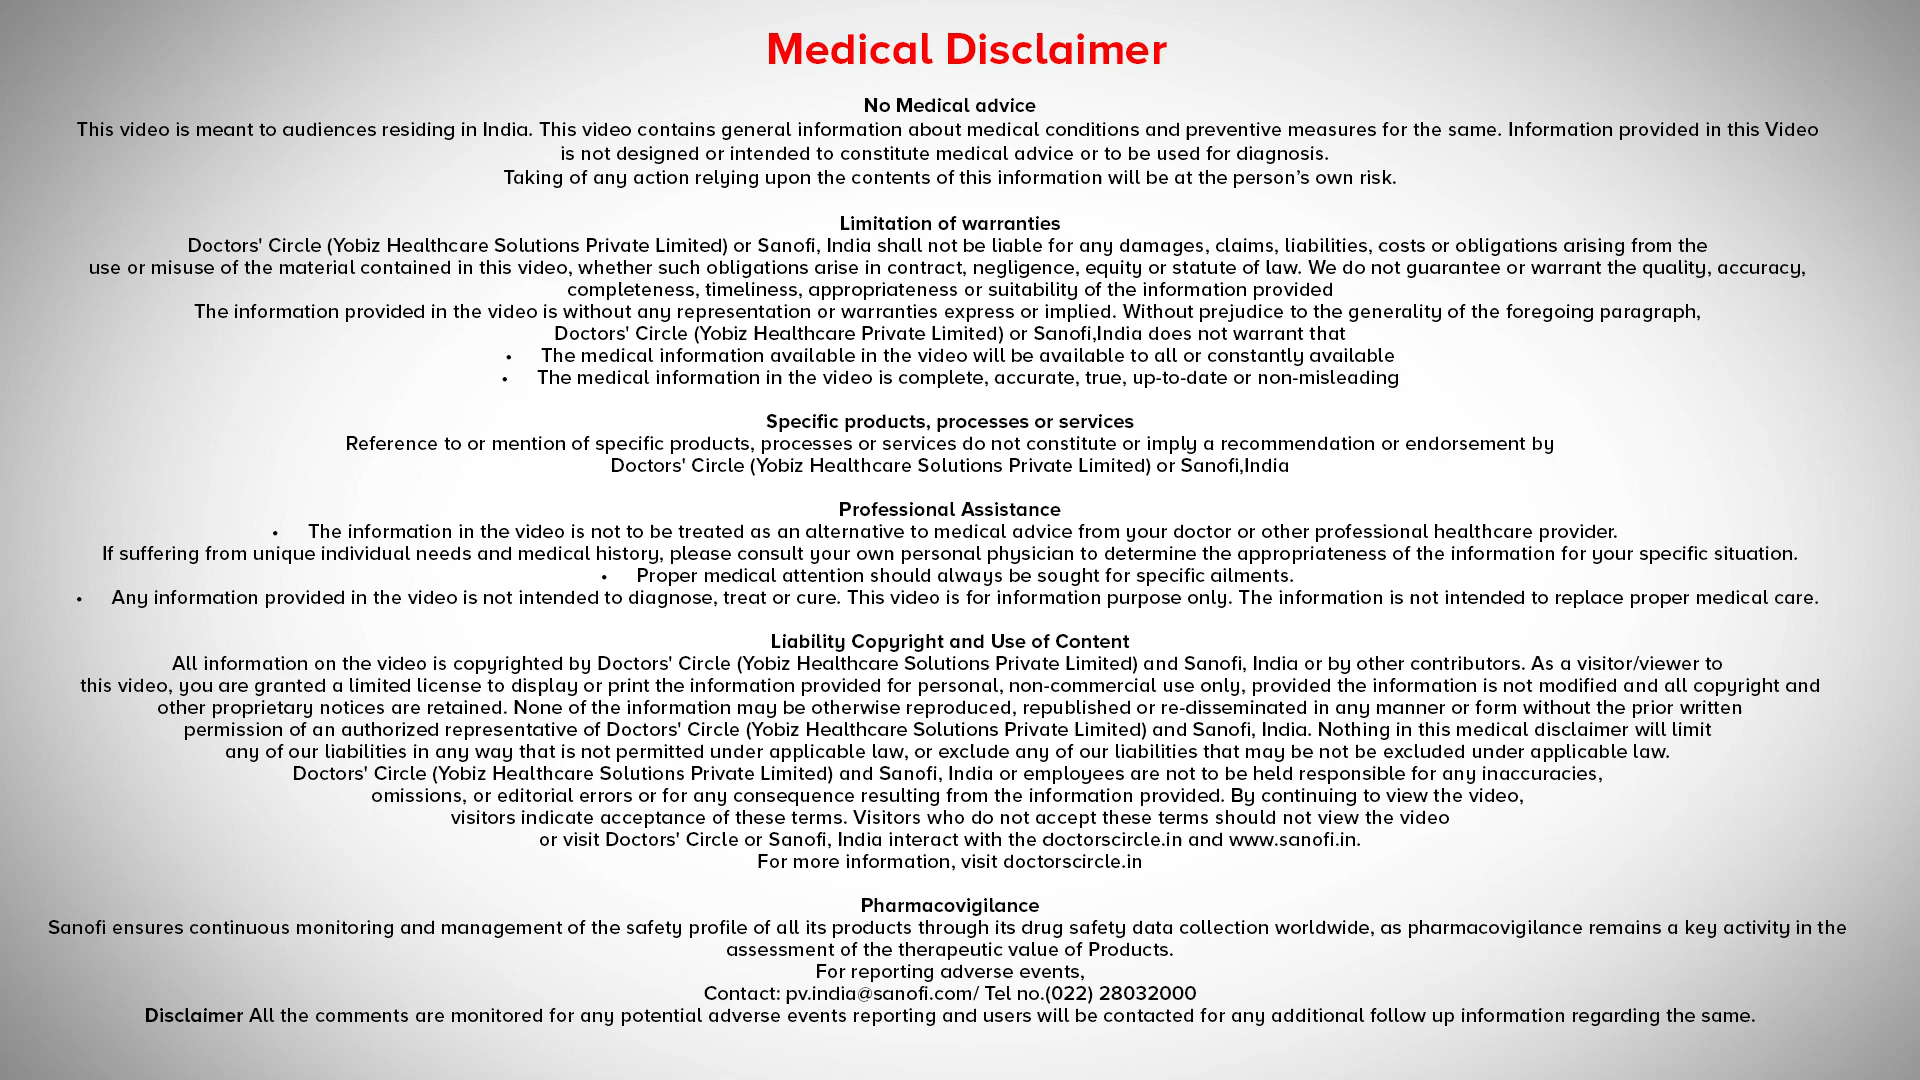 Medical Disclaimer
No Medical advice
This video is meant to audiences residing in India. This video contains general information about medical conditions and preventive measures for the same. Information provided in this Video
is not designed or intended to constitute medical advice or to be used for diagnosis.
Taking of any action relying upon the contents of this information will be at the person’s own risk.
Limitation of warranties
Doctors' Circle (Yobiz Healthcare Solutions Private Limited) or Sanofi, India shall not be liable for any damages, claims, liabilities, costs or obligations arising from the
use or misuse of the material contained in this video, whether such obligations arise in contract, negligence, equity or statute of law. We do not guarantee or warrant the quality, accuracy,
completeness, timeliness, appropriateness or suitability of the information provided
The information provided in the video is without any representation or warranties express or implied. Without prejudice to the generality of the foregoing paragraph,
Doctors' Circle (Yobiz Healthcare Private Limited) or Sanofi,India does not warrant that
• The medical information available in the video will be available to all or constantly available
• The medical information in the video is complete, accurate, true, up-to-date or non-misleading
Specific products, processes or services
Reference to or mention of specific products, processes or services do not constitute or imply a recommendation or endorsement by
Doctors' Circle (Yobiz Healthcare Solutions Private Limited) or Sanofi,India
Professional Assistance
• The information in the video is not to be treated as an alternative to medical advice from your doctor or other professional healthcare provider.
If suffering from unique individual needs and medical history, please consult your own personal physician to determine the appropriateness of the information for your specific situation.
• Proper medical attention should always be sought for specific ailments.
• Any information provided in the video is not intended to diagnose, treat or cure. This video is for information purpose only. The information is not intended to replace proper medical care.
Liability Copyright and Use of Content
All information on the video is copyrighted by Doctors' Circle (Yobiz Healthcare Solutions Private Limited) and Sanofi, India or by other contributors. As a visitor/viewer to
this video, you are granted a limited license to display or print the information provided for personal, non-commercial use only, provided the information is not modified and all copyright and
other proprietary notices are retained. None of the information may be otherwise reproduced, republished or re-disseminated in any manner or form without the prior written
permission of an authorized representative of Doctors' Circle (Yobiz Healthcare Solutions Private Limited) and Sanofi, India. Nothing in this medical disclaimer will limit
any of our liabilities in any way that is not permitted under applicable law, or exclude any of our liabilities that may be not be excluded under applicable law.
Doctors' Circle (Yobiz Healthcare Solutions Private Limited) and Sanofi, India or employees are not to be held responsible for any inaccuracies,
omissions, or editorial errors or for any consequence resulting from the information provided. By continuing to view the video,
visitors indicate acceptance of these terms. Visitors who do not accept these terms should not view the video
or visit Doctors' Circle or Sanofi, India interact with the doctorscircle.in and www.sanofi.in.
For more information, visit doctorscircle.in
Pharmacovigilance
Sanofi ensures continuous monitoring and management of the safety profile of all its products through its drug safety data collection worldwide, as pharmacovigilance remains a key activity in the
assessment of the therapeutic value of Products.
For reporting adverse events,
Contact: pv.india@sanofi.com/ Tel no.(022) 28032000
Disclaimer All the comments are monitored for any potential adverse events reporting and users will be contacted for any additional follow up information regarding the same.